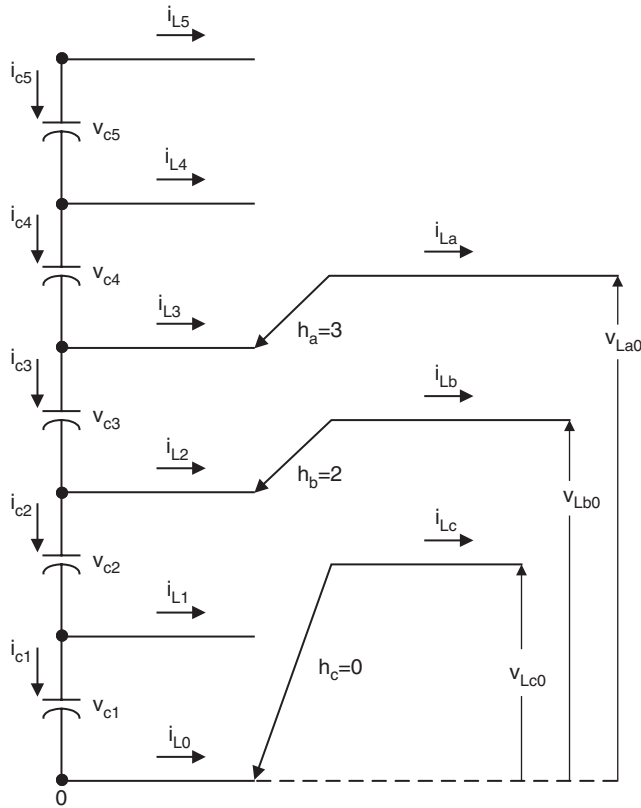 i_L5
i_c5
v_c5
i_L4
i_c4
v_c4
i_La
i_L3
h_a=3
v_La0
i_c3
v_c3
i_Lb
i_L2
h_b=2
v_Lb0
i_c2
v_c2
i_Lc
i_L1
i_c1
h_c=0
v_Lc0
v_c1
i_L0
0